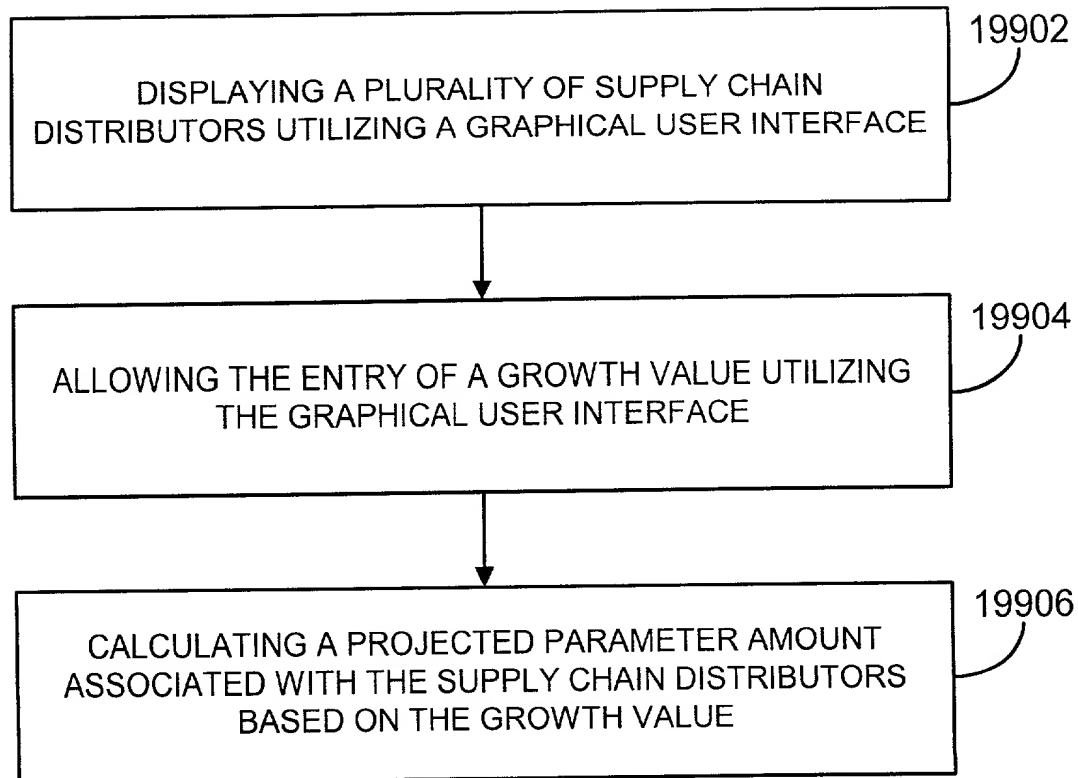 19902
DISPLAYING A PLURALITY OF SUPPLY CHAIN
DISTRIBUTORS UTILIZING A GRAPHICAL USER INTERFACE
19904
ALLOWING THE ENTRY OF A GROWTH VALUE UTILIZING
THE GRAPHICAL USER INTERFACE
19906
CALCULATING A PROJECTED PARAMETER AMOUNT
ASSOCIATED WITH THE SUPPLY CHAIN DISTRIBUTORS
BASED ON THE GROWTH VALUE